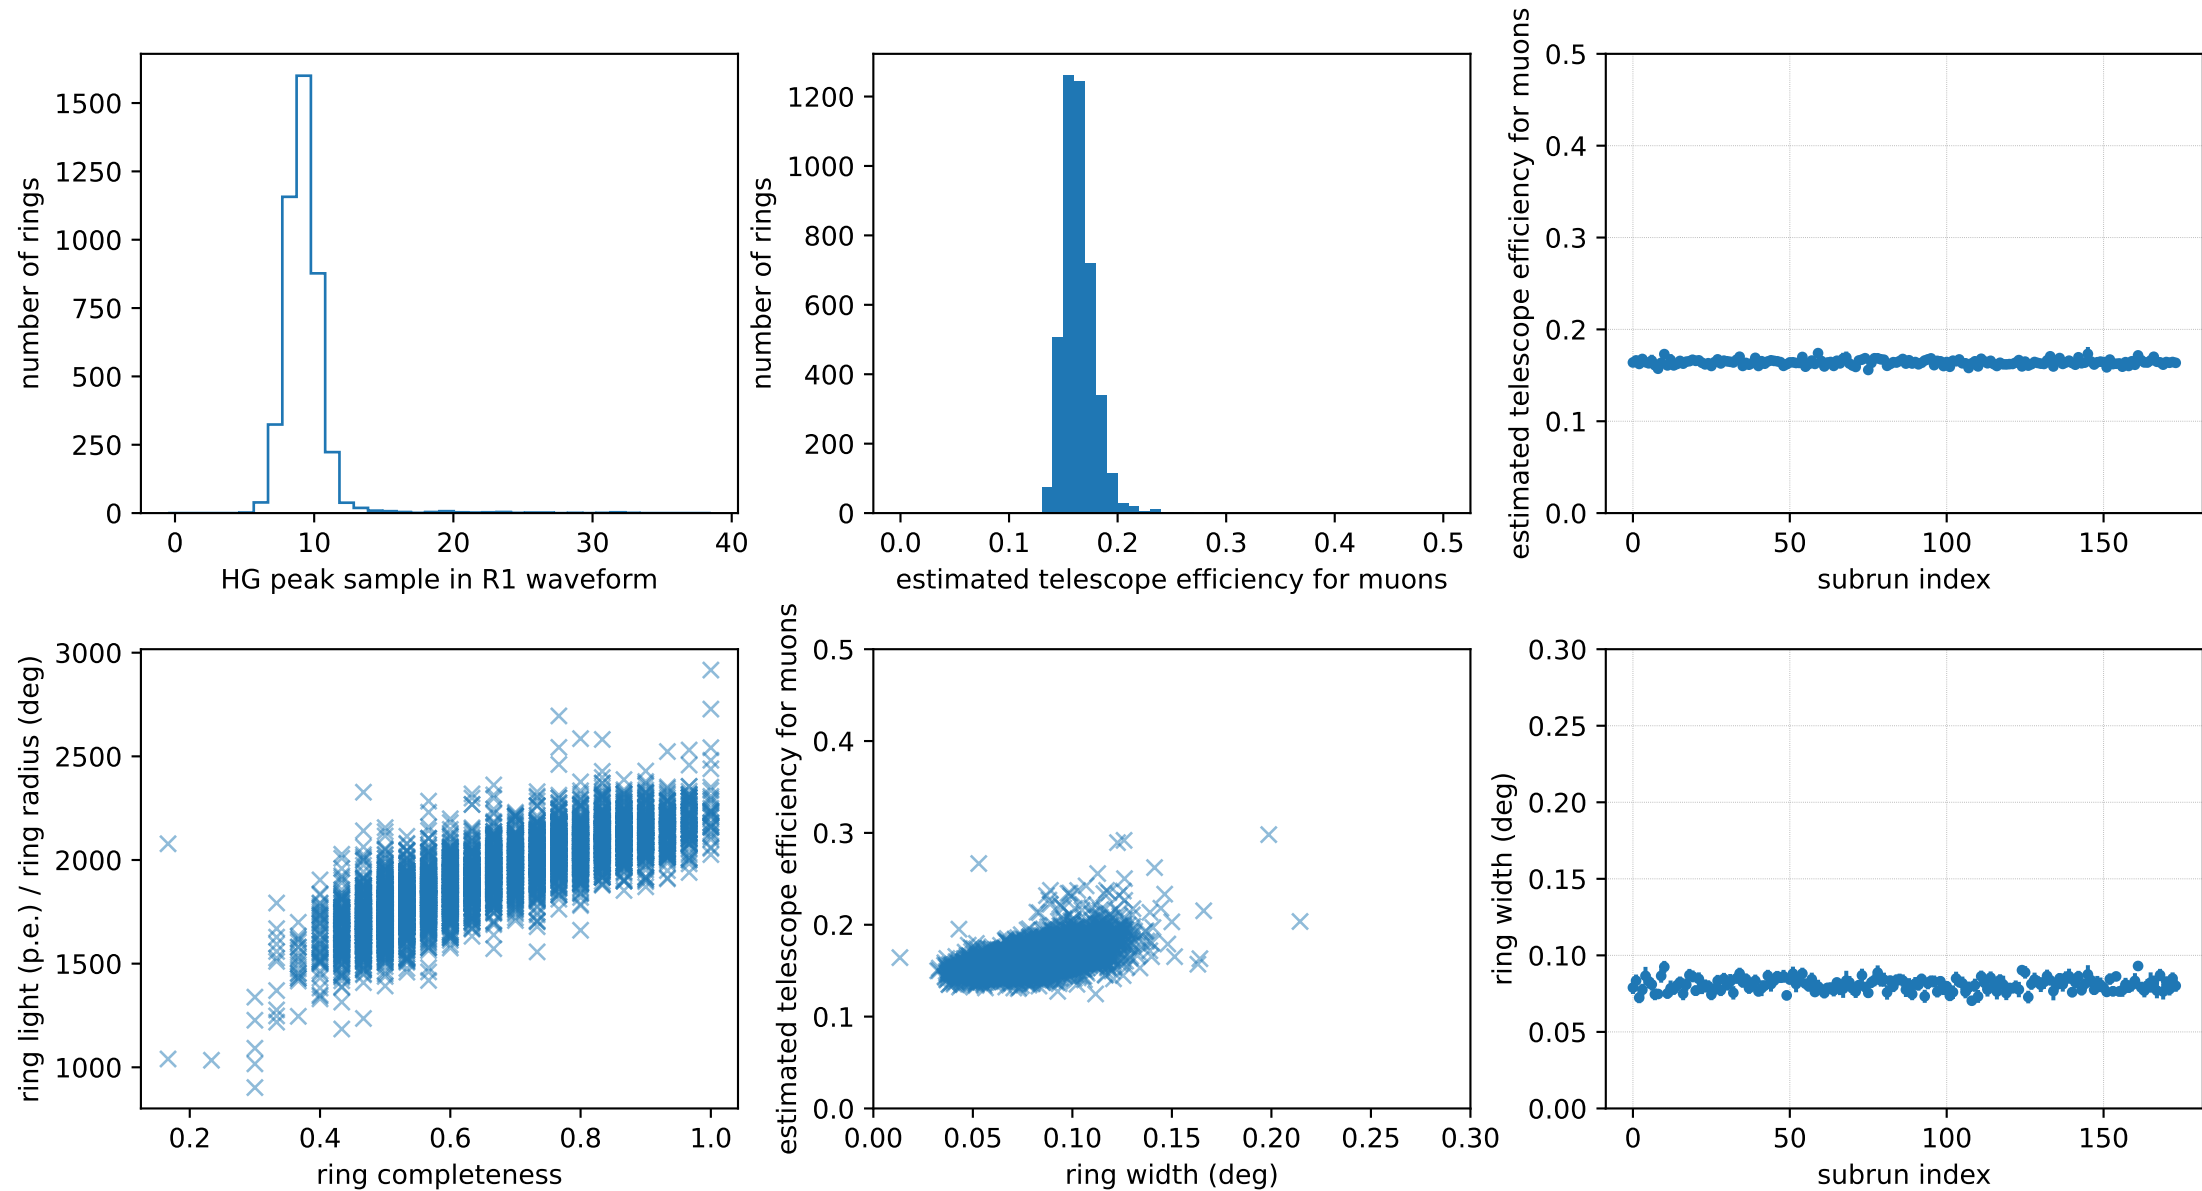 number of rings
1500
1250
1000
750
500
250
0
0 10 20 30 40
HG peak sample in R1 waveform
number of rings
1200
1000
800
600
400
200
0
0.0 0.1 0.2 0.3 0.4 0.5
estimated telescope efficiency for muons
estimated telescope efficiency for muons
0.5
0.4
0.3
0.2
0.1
0.0
0 50 100 150
subrun index
ring light (p.e.) / ring radius (deg)
3000
2500
2000
1500
1000
0.2 0.4 0.6 0.8 1.0
ring completeness
estimated telescope efficiency for muons
0.5
0.4
0.3
0.2
0.1
0.0
0.00 0.05 0.10 0.15 0.20 0.25 0.30
ring width (deg)
ring width (deg)
0.30
0.25
0.20
0.15
0.10
0.05
0.00
0 50 100 150
subrun index